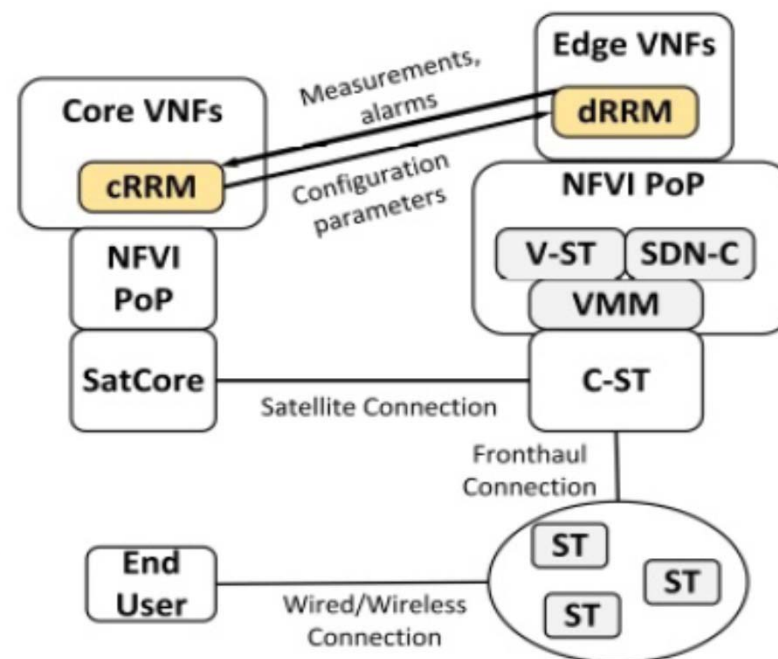 Edge VNFs
Measurements,
alarms
dRRM
Core VNFs
cRRM
Configuration
parameters
NFVI PoP
NFVI
PoP
V-ST
SDN-C
VMM
SatCore
Satellite Connection
C-ST
Fronthaul
Connection
ST
ST
ST
End
User
Wired/Wireless
Connection